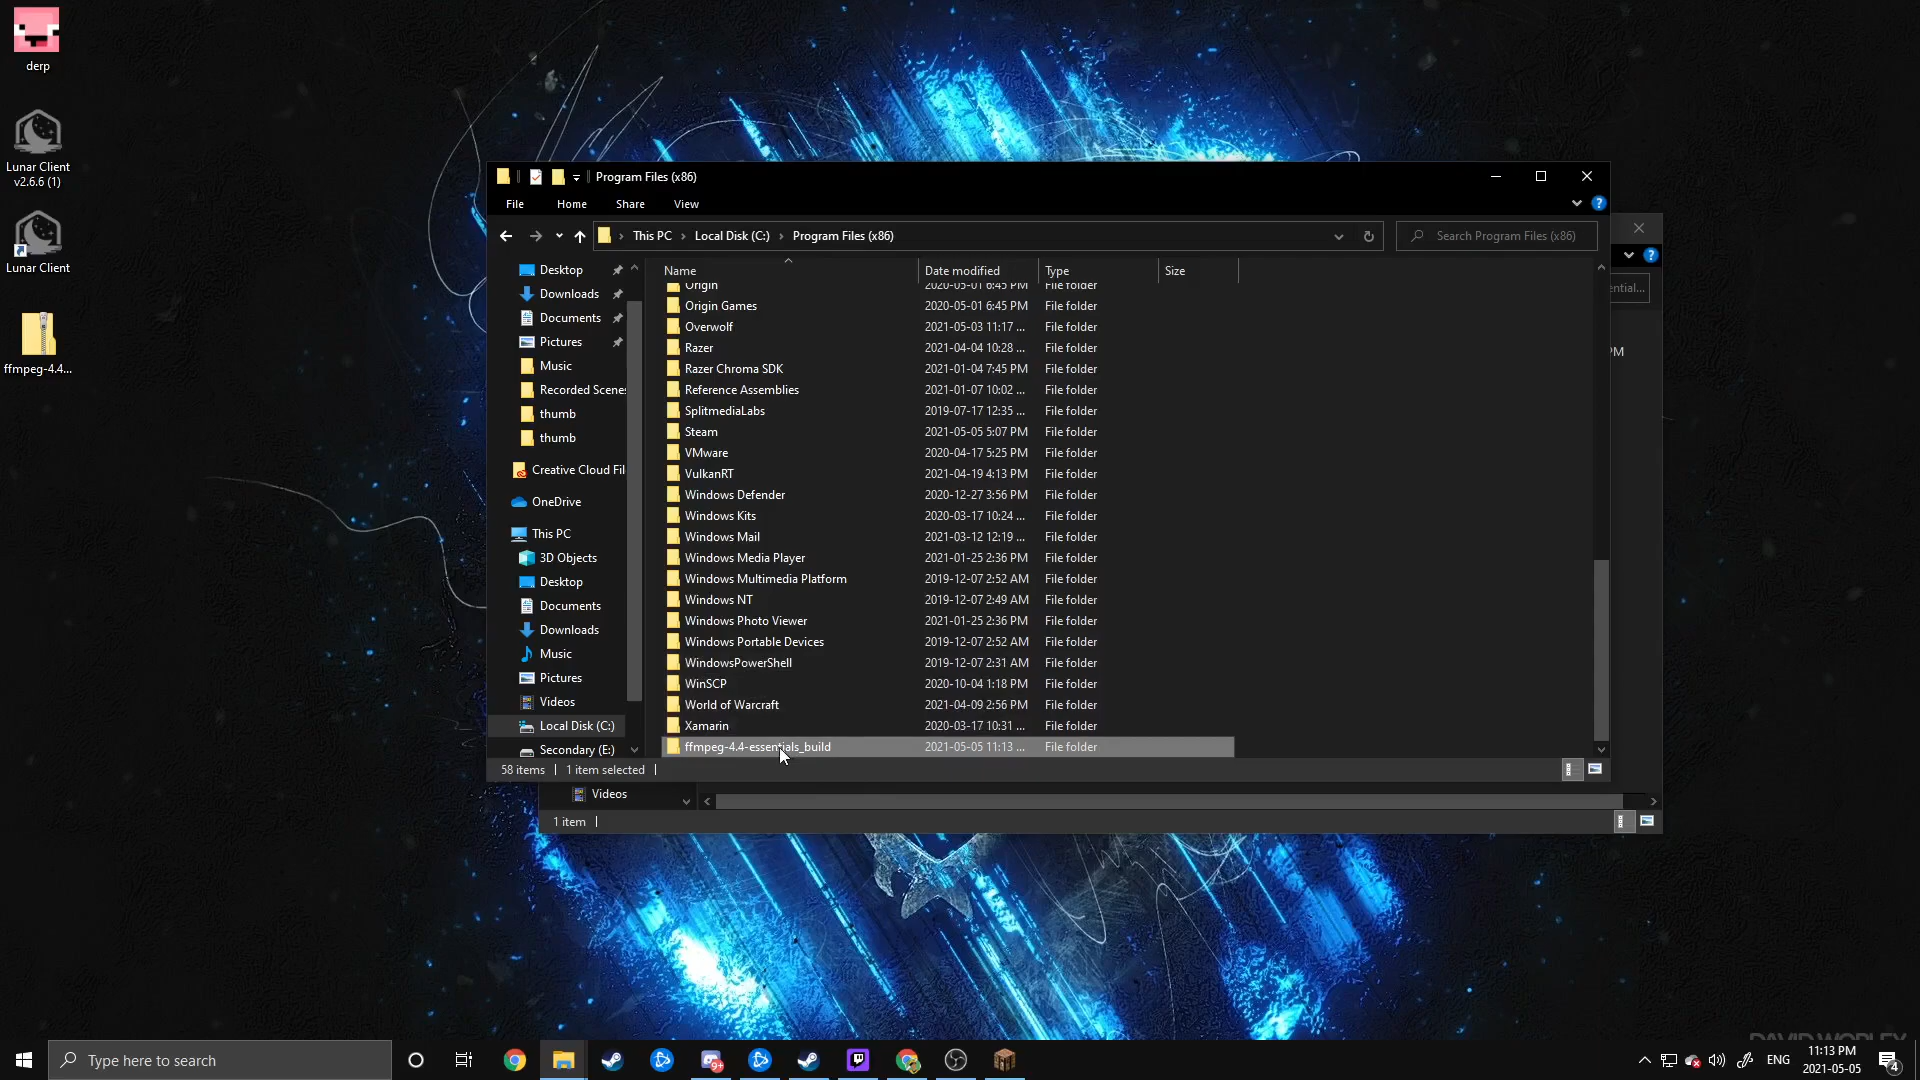 derp
Lunar Client
v2.6.6 (1)
Lunar Client
ffmpeg-4.4...
Program Files (x86)
File Home Share View
This PC Local Disk (C:) Program Files (x86)
Search Program Files (x86)
Name Date modified Type Size
Desktop
Downloads
Documents
Pictures
Music
Recorded Scenes
thumb
thumb
Creative Cloud Fil
OneDrive
This PC
3D Objects
Desktop
Documents
Downloads
Music
Pictures
Videos
Local Disk (C:)
Secondary (E:)
Origin 2020-05-01 6:45 PM File folder
Origin Games 2020-05-01 6:45 PM File folder
Overwolf 2021-05-03 11:17 ... File folder
Razer 2021-04-04 10:28 ... File folder
Razer Chroma SDK 2021-01-04 7:45 PM File folder
Reference Assemblies 2021-01-07 10:02 ... File folder
SplitmediaLabs 2019-07-17 12:35 ... File folder
Steam 2021-05-05 5:07 PM File folder
VMware 2020-04-17 5:25 PM File folder
VulkanRT 2021-04-19 4:13 PM File folder
Windows Defender 2020-12-27 3:56 PM File folder
Windows Kits 2020-03-17 10:24 ... File folder
Windows Mail 2021-03-12 12:19 ... File folder
Windows Media Player 2021-01-25 2:36 PM File folder
Windows Multimedia Platform 2019-12-07 2:52 AM File folder
Windows NT 2019-12-07 2:49 AM File folder
Windows Photo Viewer 2021-01-25 2:36 PM File folder
Windows Portable Devices 2019-12-07 2:52 AM File folder
WindowsPowerShell 2019-12-07 2:31 AM File folder
WinSCP 2020-10-04 1:18 PM File folder
World of Warcraft 2021-04-09 2:56 PM File folder
Xamarin 2020-03-17 10:31 ... File folder
ffmpeg-4.4-essentials_build 2021-05-05 11:13 ... File folder
58 items 1 item selected
ential...
PM
Videos
1 item
Type here to search
9+
ENG
11:13 PM
2021-05-05
4